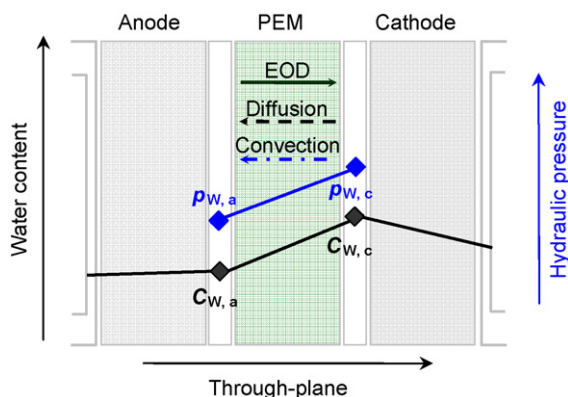 Anode PEM Cathode
EOD
Diffusion
Convection
pW, a
pW, c
CW, c
CW, a
Water content
Hydraulic pressure
Through-plane